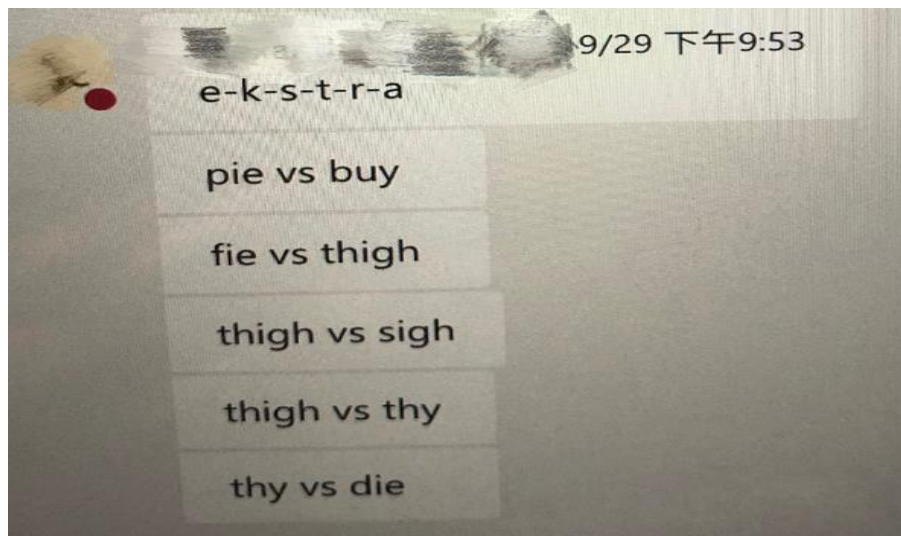 9/29 下午9:53
e-k-s-t-r-a
pie vs buy
fie vs thigh
thigh vs sigh
thigh vs thy
thy vs die